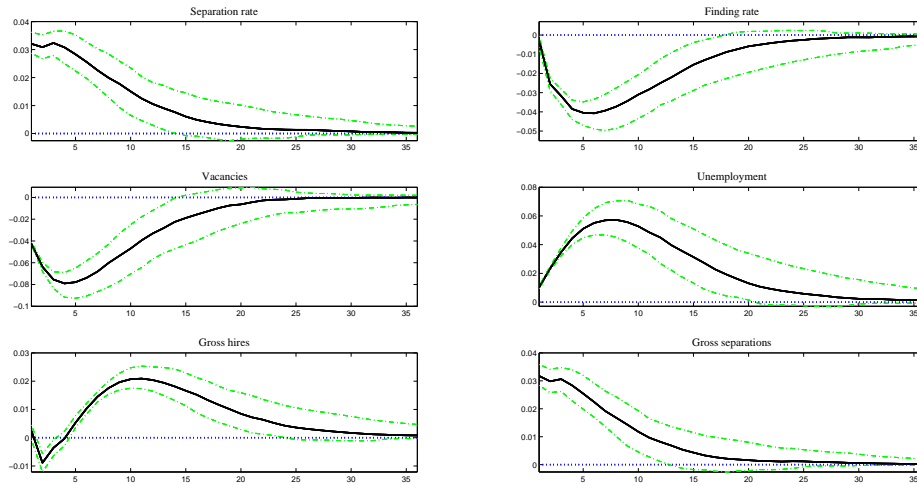 Separation rate
0.04
0.03
0.02
0.01
0
5 10 15 20 25 30 35
Finding rate
0
−0.01
−0.02
−0.03
−0.04
−0.05
5 10 15 20 25 30 35
Vacancies
0
−0.02
−0.04
−0.06
−0.08
−0.1
5 10 15 20 25 30 35
Unemployment
0.08
0.06
0.04
0.02
0
5 10 15 20 25 30 35
Gross hires
0.03
0.02
0.01
0
−0.01
5 10 15 20 25 30 35
Gross separations
0.04
0.03
0.02
0.01
0
5 10 15 20 25 30 35